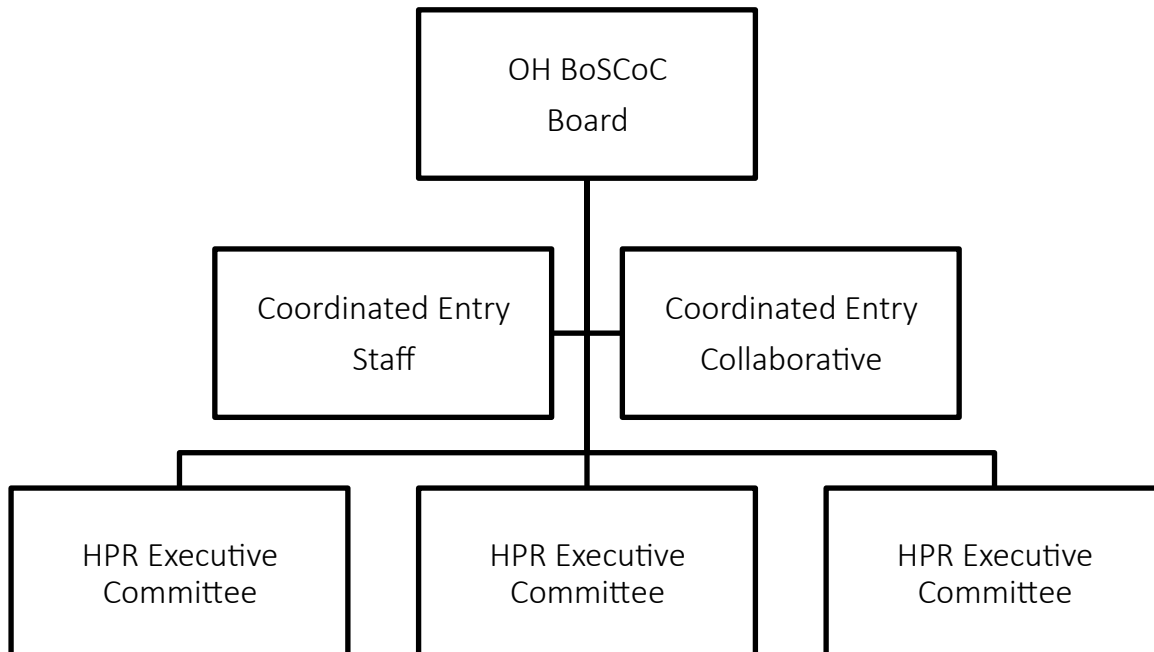 OH BoSCoC
Board
Coordinated Entry
Staff
Coordinated Entry
Collaborative
HPR Executive
Committee
HPR Executive
Committee
HPR Executive
Committee